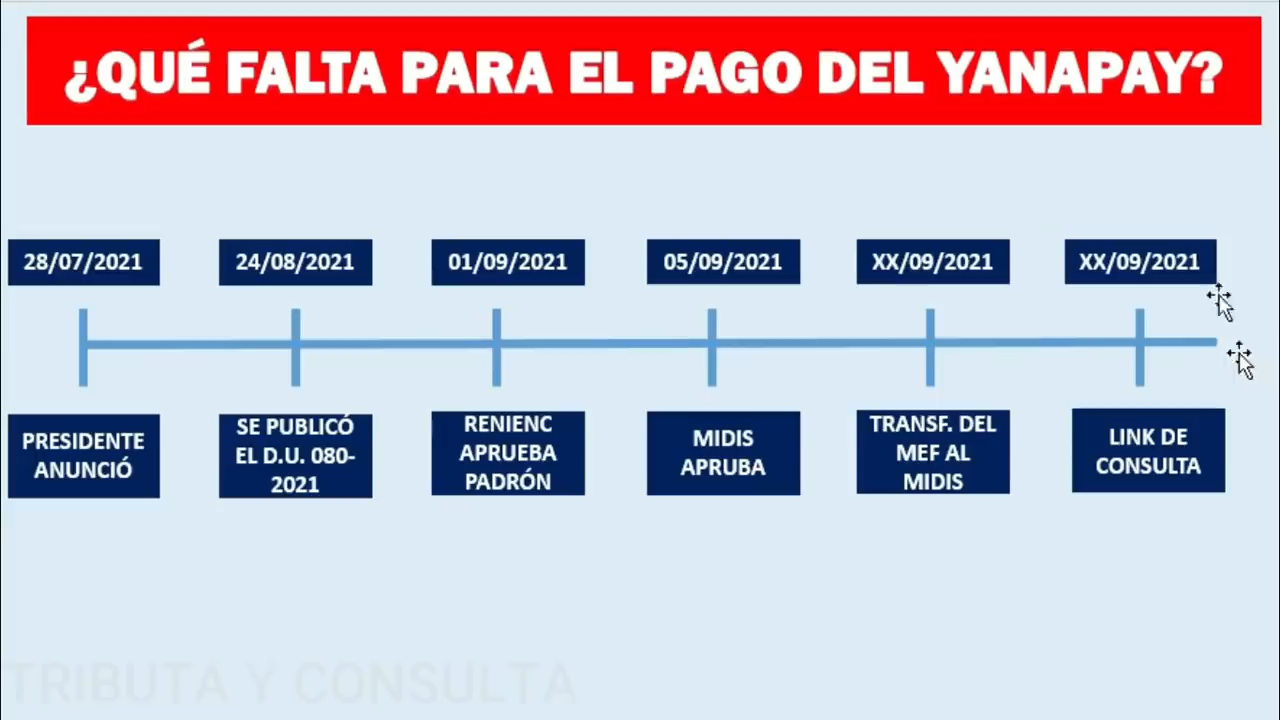 ¿QUÉ FALTA PARA EL PAGO DEL YANAPAY?
28/07/2021
24/08/2021
01/09/2021
05/09/2021
XX/09/2021
XX/09/2021
PRESIDENTE
ANUNCIÓ
SE PUBLICÓ
EL D.U. 080-
2021
RENIENC
APRUEBA
PADRÓN
MIDIS
APRUBA
TRANSF. DEL
MEF AL
MIDIS
LINK DE
CONSULTA
TRIBUTA Y CONSULTA